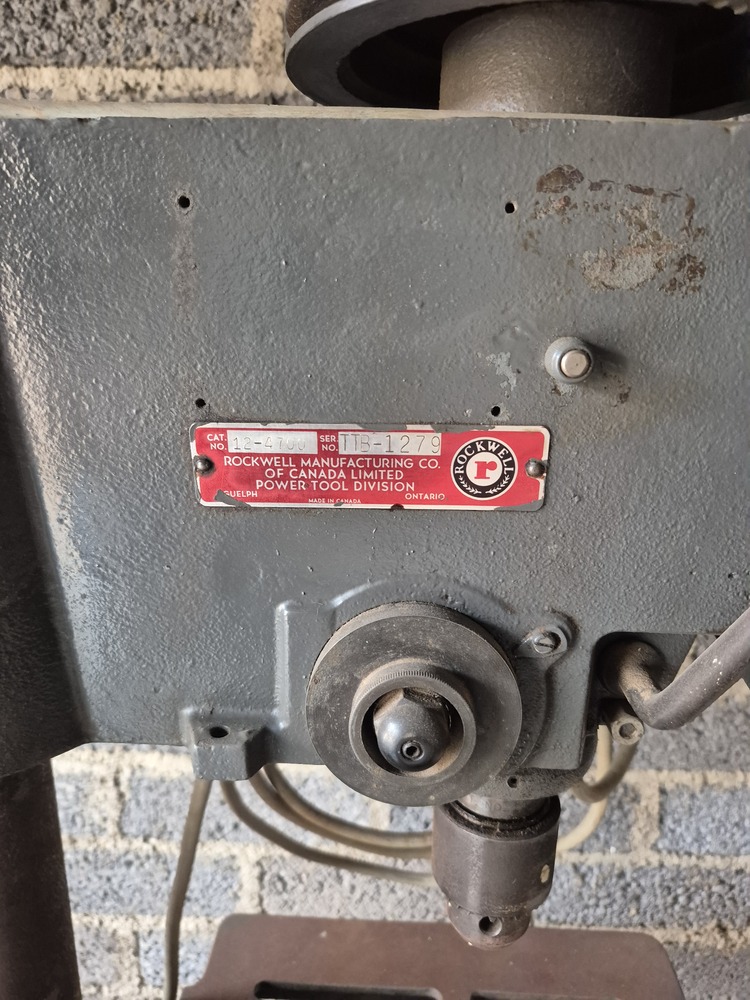 CAT. NO. 12-4700 SER. NO. TTB-1279
ROCKWELL MANUFACTURING CO.
OF CANADA LIMITED
POWER TOOL DIVISION
GUELPH ONTARIO
MADE IN CANADA
ROCKWELL
r